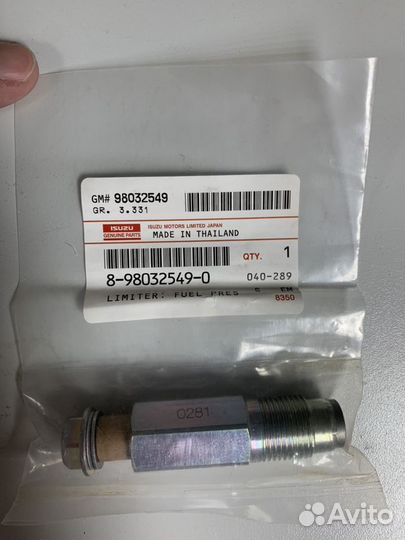 GM# 98032549
GR. 3.331
ISUZU
GENUINE PARTS
ISUZU MOTORS LIMITED JAPAN
MADE IN THAILAND
QTY. 1
8-98032549-0
040-289
LIMITER: FUEL PRES
EM
8350
0281
Avito